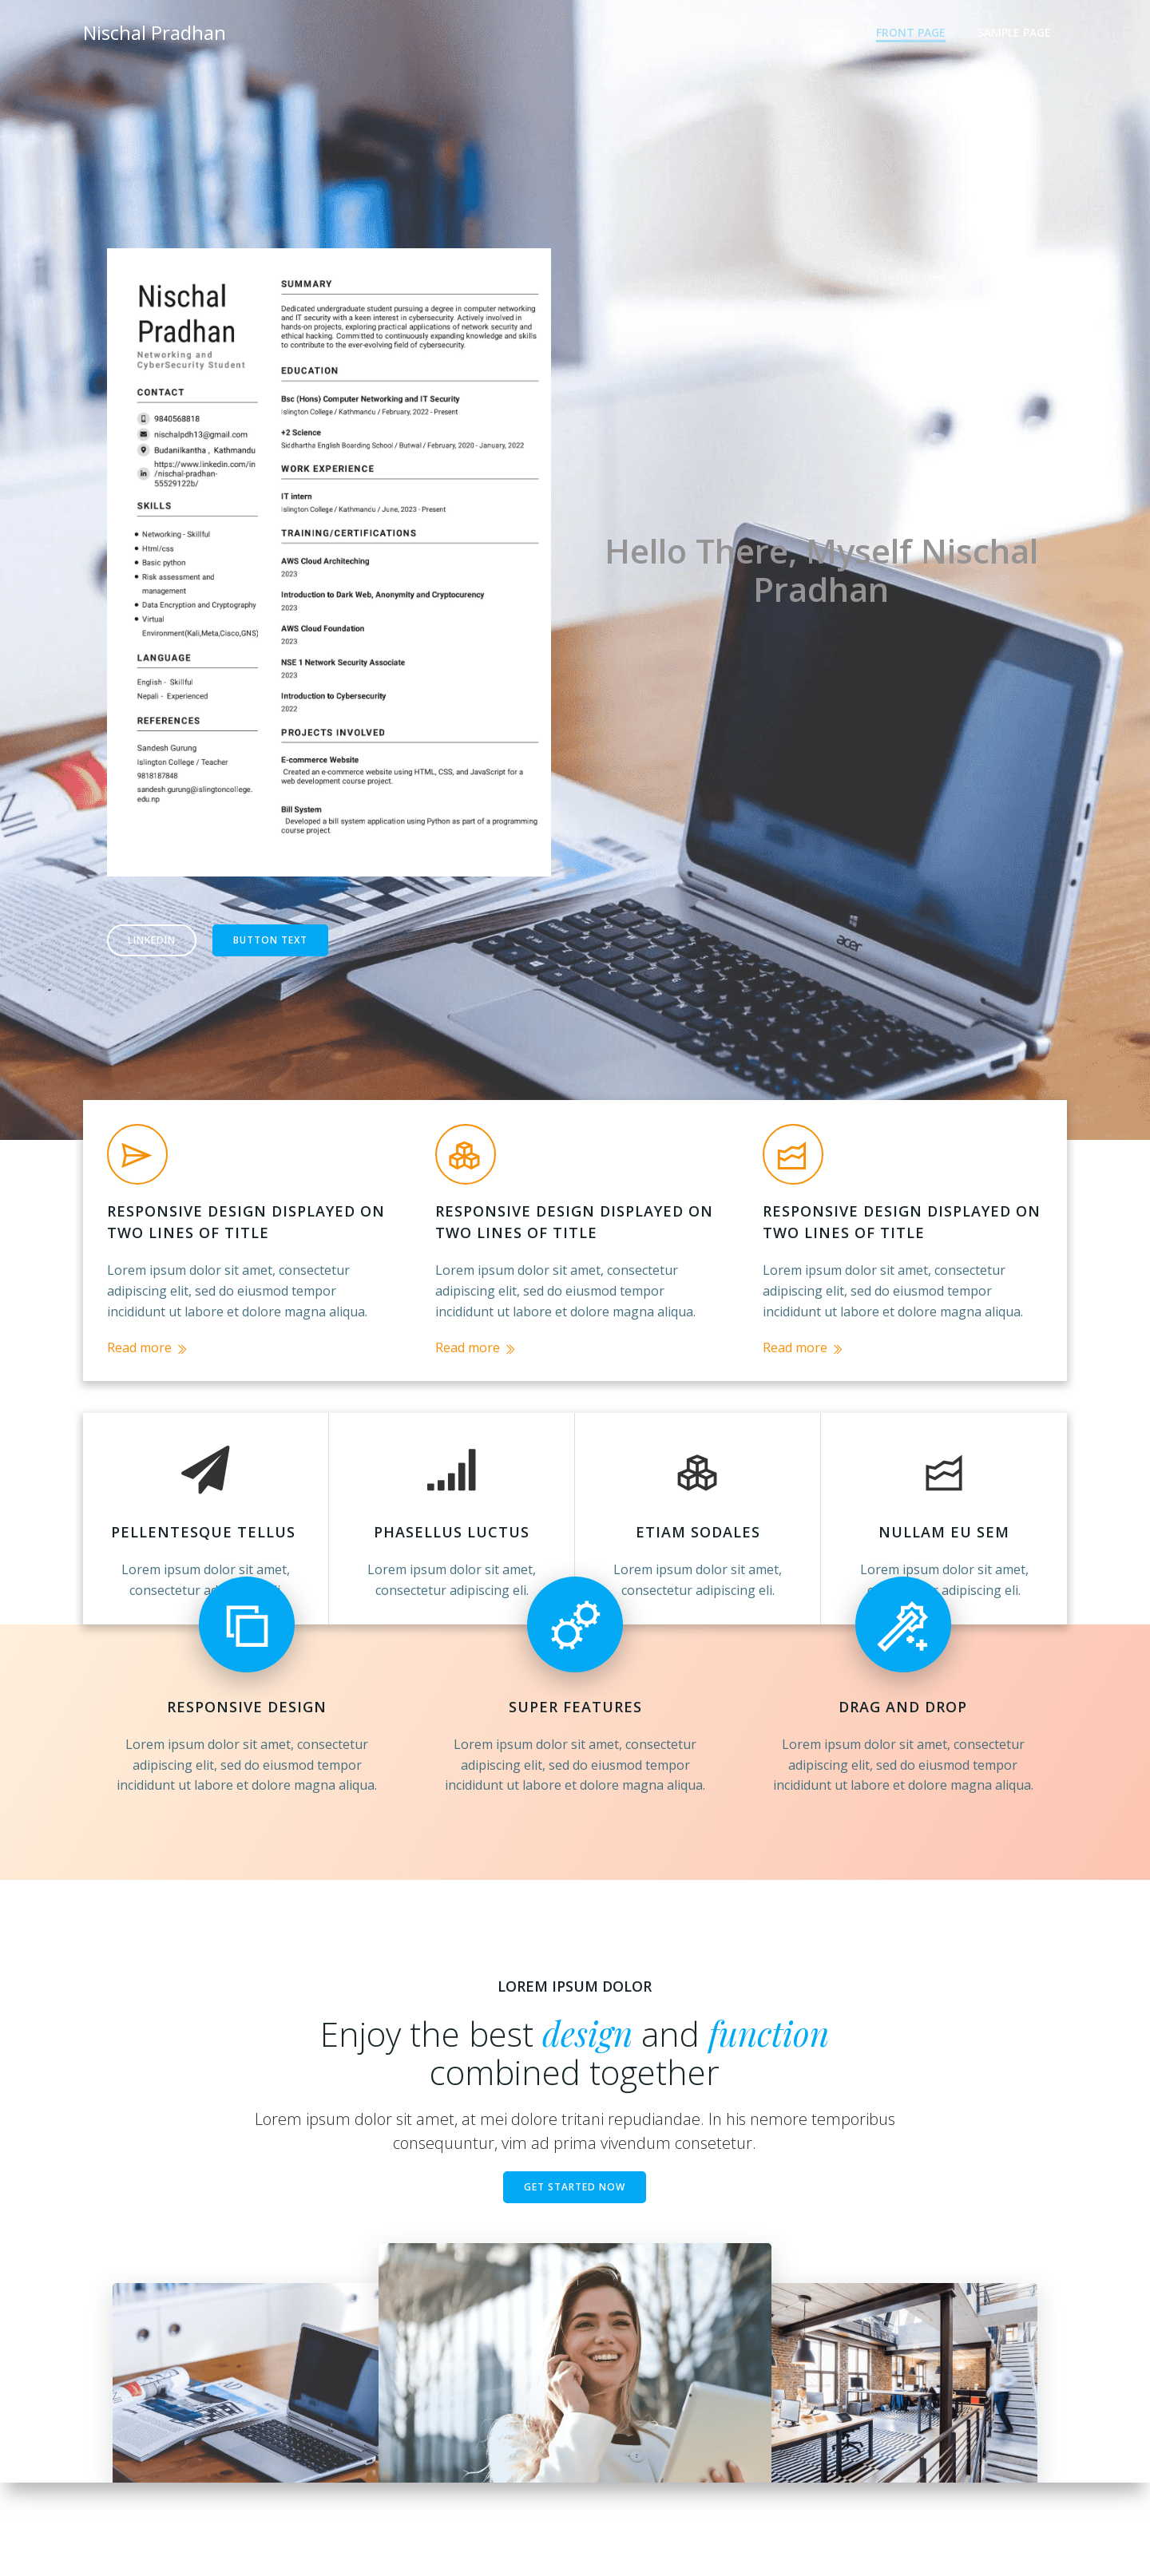 Nischal Pradhan
FRONT PAGE
SAMPLE PAGE
Nischal
Pradhan
Networking and
CyberSecurity Student
CONTACT
9840568818
nischalpdh13@gmail.com
Budanilkantha , Kathmandu
https://www.linkedin.com/in
/nischal-pradhan-
55529122b/
SKILLS
Networking - Skillful
Html/css
Basic python
Risk assessment and
management
Data Encryption and Cryptography
Virtual
Environment(Kali,Meta,Cisco,GNS)
LANGUAGE
English - Skillful
Nepali - Experienced
REFERENCES
Sandesh Gurung
Islington College / Teacher
9818187848
sandesh.gurung@islingtoncollege.
edu.np
SUMMARY
Dedicated undergraduate student pursuing a degree in computer networking
and IT security with a keen interest in cybersecurity. Actively involved in
hands-on projects, exploring practical applications of network security and
ethical hacking. Committed to continuously expanding knowledge and skills
to contribute to the ever-evolving field of cybersecurity.
EDUCATION
Bsc (Hons) Computer Networking and IT Security
Islington College / Kathmandu / February, 2022 - Present
+2 Science
Siddhartha English Boarding School / Butwal / February, 2020 - January, 2022
WORK EXPERIENCE
IT intern
Islington College / Kathmandu / June, 2023 - Present
TRAINING/CERTIFICATIONS
AWS Cloud Architeching
2023
Introduction to Dark Web, Anonymity and Cryptocurency
2023
AWS Cloud Foundation
2023
NSE 1 Network Security Associate
2023
Introduction to Cybersecurity
2022
PROJECTS INVOLVED
E-commerce Website
Created an e-commerce website using HTML, CSS, and JavaScript for a
web development course project.
Bill System
Developed a bill system application using Python as part of a programming
course project.
Hello There, Myself Nischal
Pradhan
LINKEDIN
BUTTON TEXT
acer
RESPONSIVE DESIGN DISPLAYED ON
TWO LINES OF TITLE
Lorem ipsum dolor sit amet, consectetur
adipiscing elit, sed do eiusmod tempor
incididunt ut labore et dolore magna aliqua.
Read more
RESPONSIVE DESIGN DISPLAYED ON
TWO LINES OF TITLE
Lorem ipsum dolor sit amet, consectetur
adipiscing elit, sed do eiusmod tempor
incididunt ut labore et dolore magna aliqua.
Read more
RESPONSIVE DESIGN DISPLAYED ON
TWO LINES OF TITLE
Lorem ipsum dolor sit amet, consectetur
adipiscing elit, sed do eiusmod tempor
incididunt ut labore et dolore magna aliqua.
Read more
PELLENTESQUE TELLUS
Lorem ipsum dolor sit amet,
consectetur
PHASELLUS LUCTUS
Lorem ipsum dolor sit amet,
consectetur adipiscing eli.
ETIAM SODALES
Lorem ipsum dolor sit amet,
consectetur adipiscing eli.
NULLAM EU SEM
Lorem ipsum dolor sit amet,
adipiscing eli.
RESPONSIVE DESIGN
Lorem ipsum dolor sit amet, consectetur
adipiscing elit, sed do eiusmod tempor
incididunt ut labore et dolore magna aliqua.
SUPER FEATURES
Lorem ipsum dolor sit amet, consectetur
adipiscing elit, sed do eiusmod tempor
incididunt ut labore et dolore magna aliqua.
DRAG AND DROP
Lorem ipsum dolor sit amet, consectetur
adipiscing elit, sed do eiusmod tempor
incididunt ut labore et dolore magna aliqua.
LOREM IPSUM DOLOR
Enjoy the best design and function
combined together
Lorem ipsum dolor sit amet, at mei dolore tritani repudiandae. In his nemore temporibus
consequuntur, vim ad prima vivendum consetetur.
GET STARTED NOW